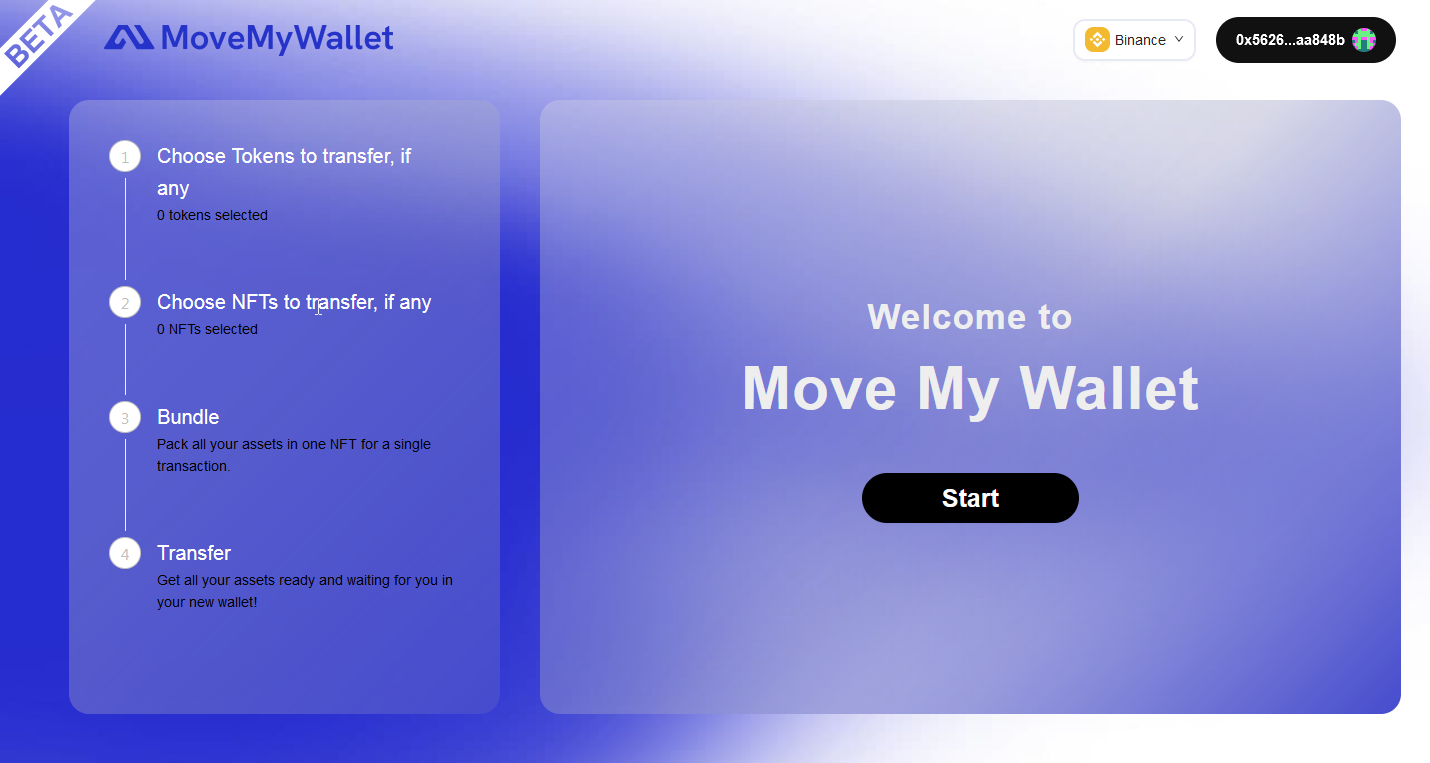 BETA
MoveMyWallet
Binance
0x5626...aa848b
1
Choose Tokens to transfer, if
any
0 tokens selected
2
Choose NFTs to transfer, if any
0 NFTs selected
3
Bundle
Pack all your assets in one NFT for a single
transaction.
4
Transfer
Get all your assets ready and waiting for you in
your new wallet!
Welcome to
Move My Wallet
Start